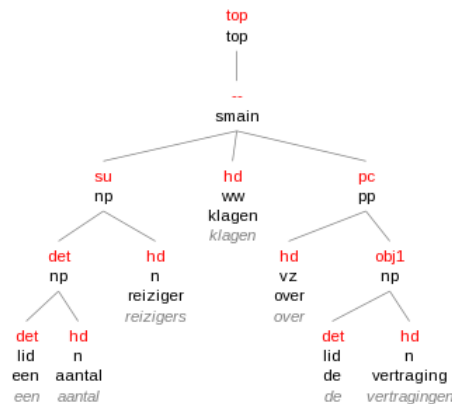 top
top
--
smain
su hd pc
np ww pp
klagen
klagen
det hd hd obj1
np n vz np
reiziger over
reizigers over
det hd det hd
lid n lid n
een aantal de vertraging
een aantal de vertragingen